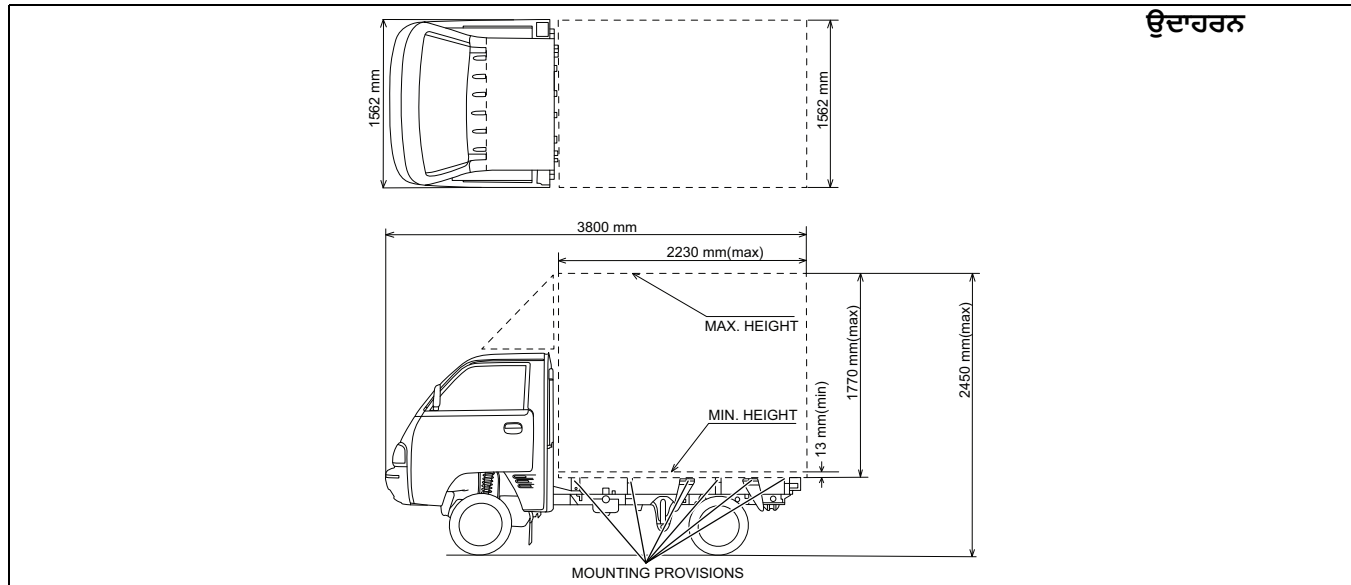 ਉਦਾਹਰਨ
1562 mm
1562 mm
3800 mm
2230 mm(max)
MAX. HEIGHT
1770 mm(max)
2450 mm(max)
MIN. HEIGHT
13 mm(min)
MOUNTING PROVISIONS